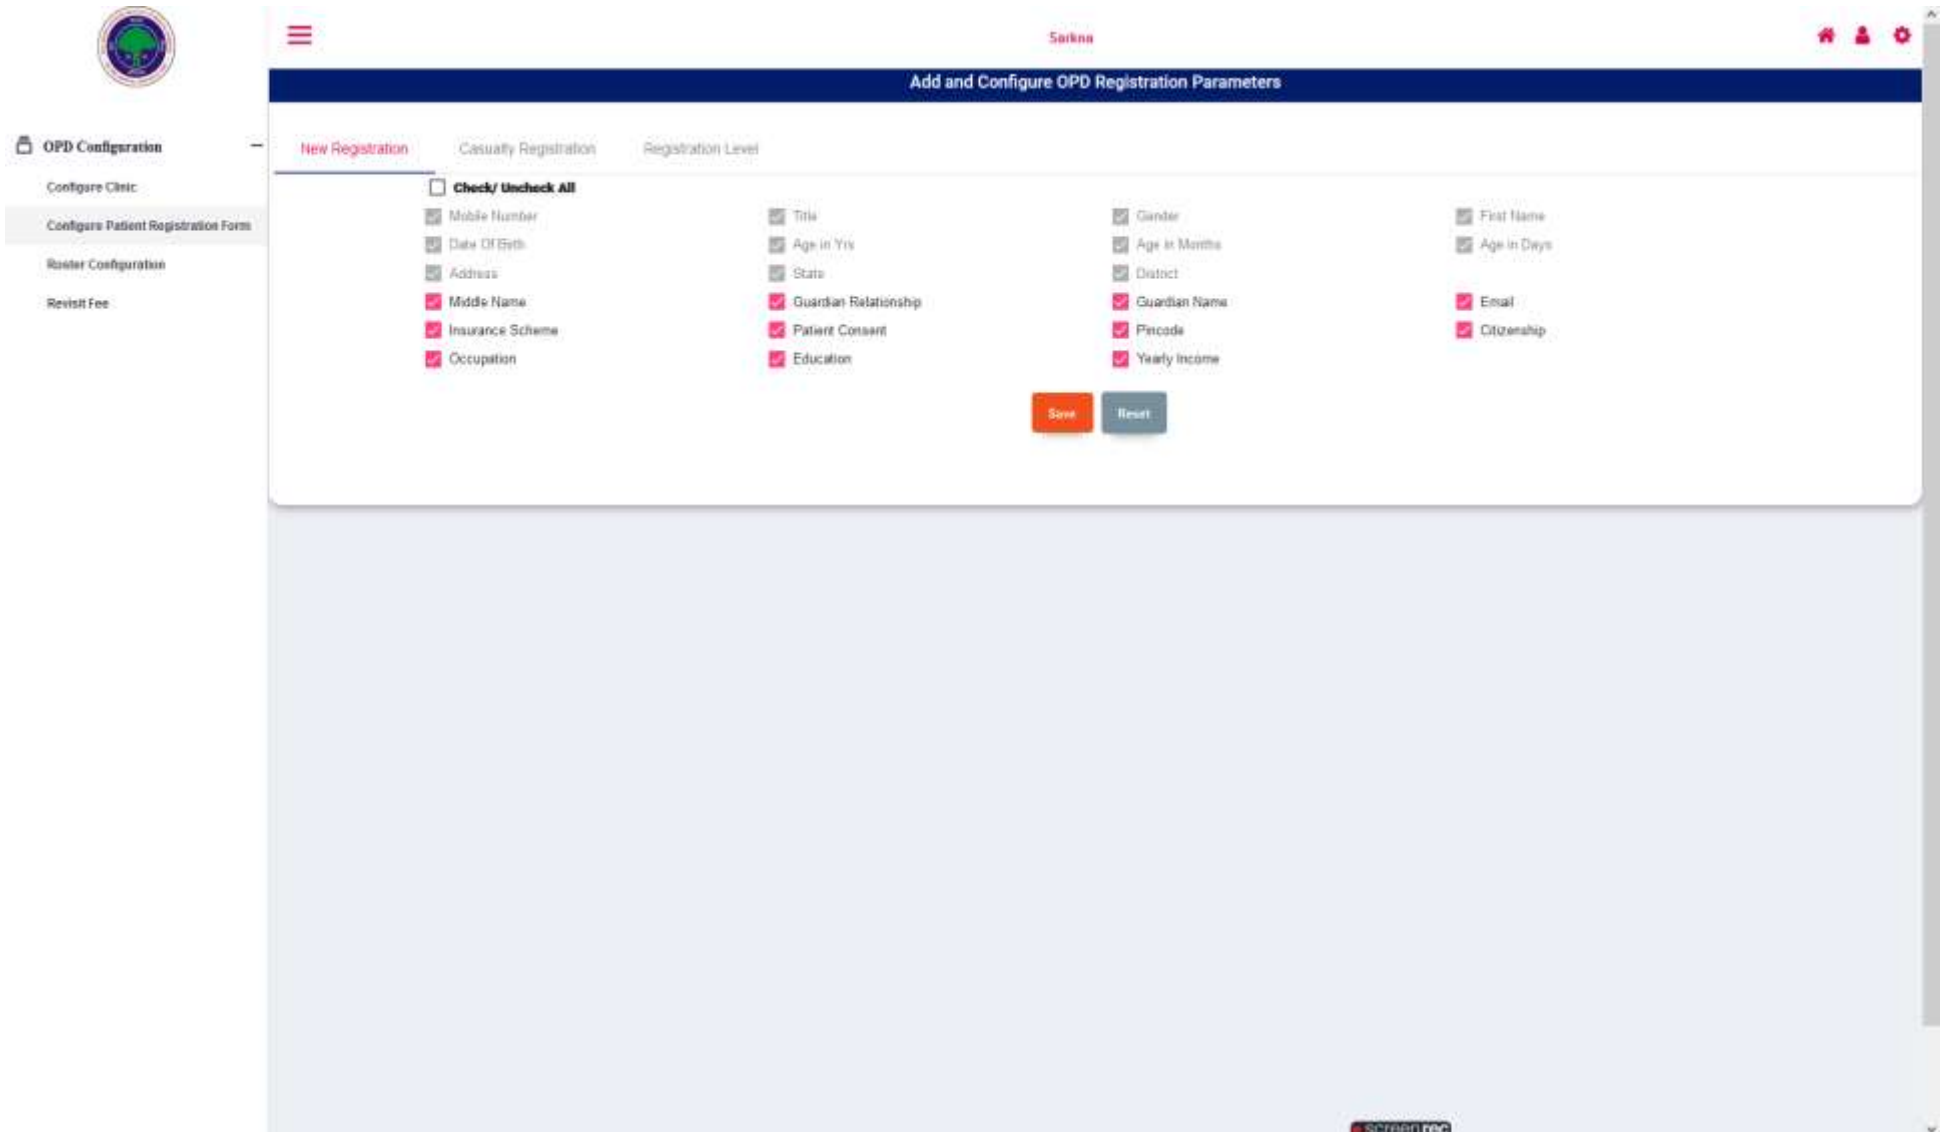 Sarkna
Add and Configure OPD Registration Parameters
OPD Configuration
New Registration Casualty Registration Registration Level
Configure Clinic
Configure Patient Registration Form
Roster Configuration
Revisit Fee
Check/ Uncheck All
Mobile Number Title Gender First Name
Date Of Birth Age in Yrs Age in Months Age in Days
Address State District
Middle Name Guardian Relationship Guardian Name Email
Insurance Scheme Patient Consent Pincode Citizenship
Occupation Education Yearly Income
Save Reset
screenrec